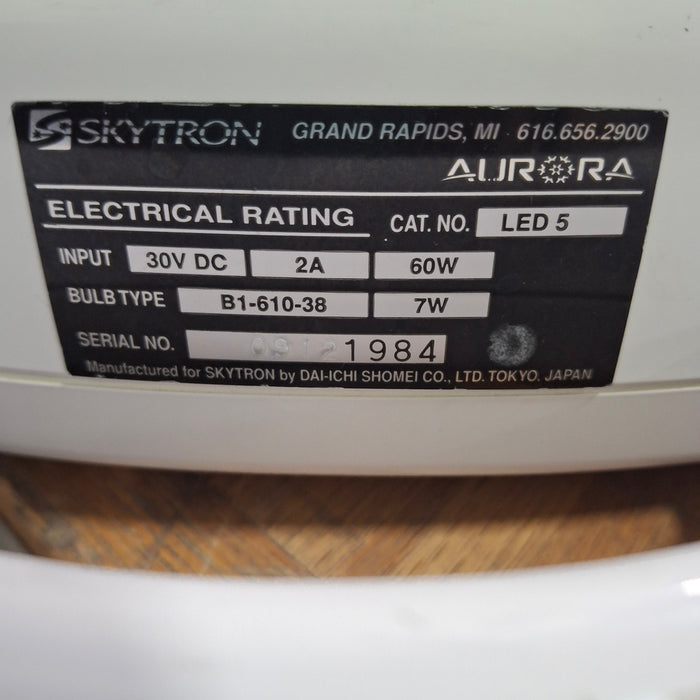 SKYTRON GRAND RAPIDS, MI 616.656.2900
AURORA
ELECTRICAL RATING CAT. NO. LED 5
INPUT 30V DC 2A 60W
BULB TYPE B1-610-38 7W
SERIAL NO. 1984
Manufactured for SKYTRON by DAI-ICHI SHOMEI CO., LTD. TOKYO. JAPAN